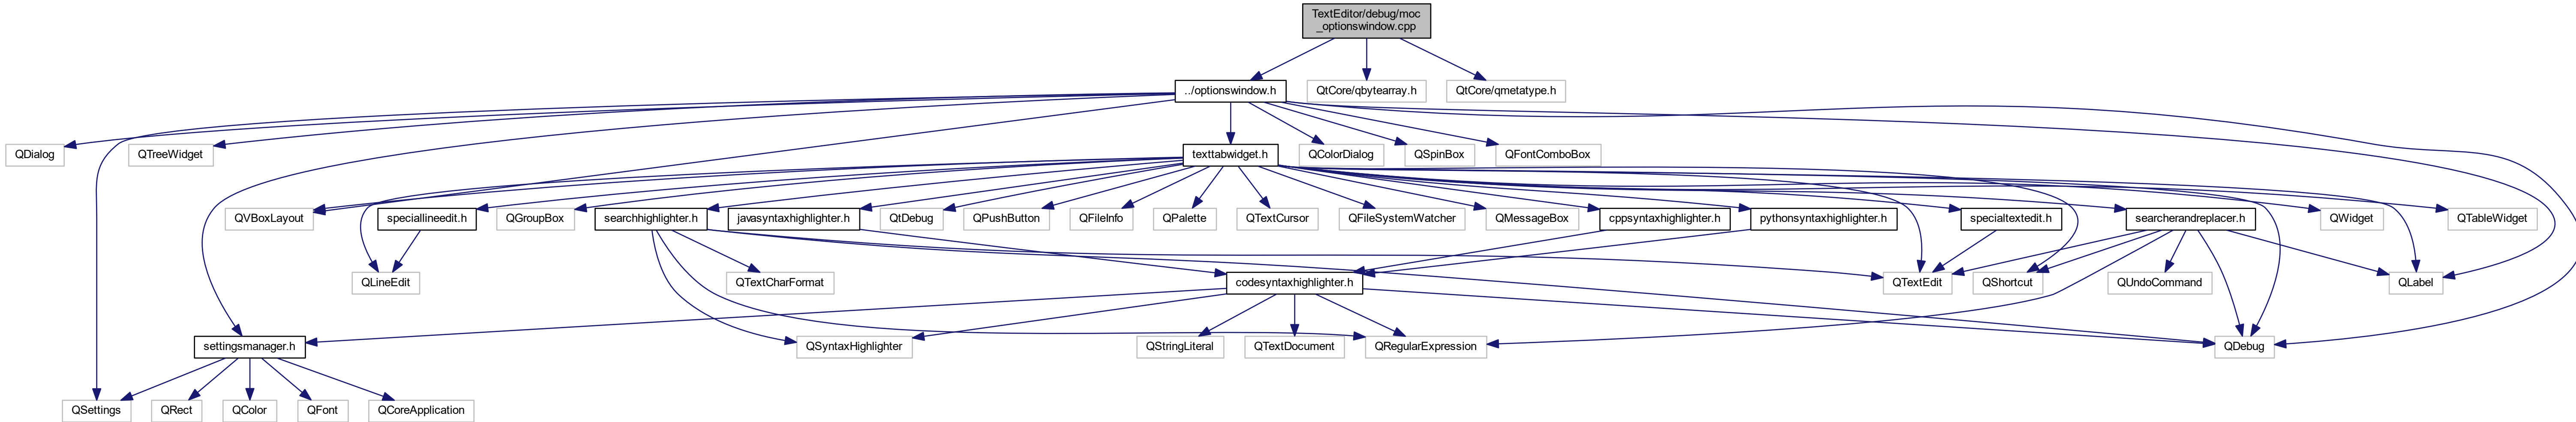 TextEditor/debug/moc
_optionswindow.cpp
../optionswindow.h
QtCore/qbytearray.h
QtCore/qmetatype.h
QDialog
QTreeWidget
texttabwidget.h
QColorDialog
QSpinBox
QFontComboBox
QVBoxLayout
speciallineedit.h
QGroupBox
searchhighlighter.h
javasyntaxhighlighter.h
QtDebug
QPushButton
QFileInfo
QPalette
QTextCursor
QFileSystemWatcher
QMessageBox
cppsyntaxhighlighter.h
pythonsyntaxhighlighter.h
specialtextedit.h
searcherandreplacer.h
QWidget
QTableWidget
QLineEdit
QTextCharFormat
codesyntaxhighlighter.h
QTextEdit
QShortcut
QUndoCommand
QLabel
settingsmanager.h
QSyntaxHighlighter
QStringLiteral
QTextDocument
QRegularExpression
QDebug
QSettings
QRect
QColor
QFont
QCoreApplication